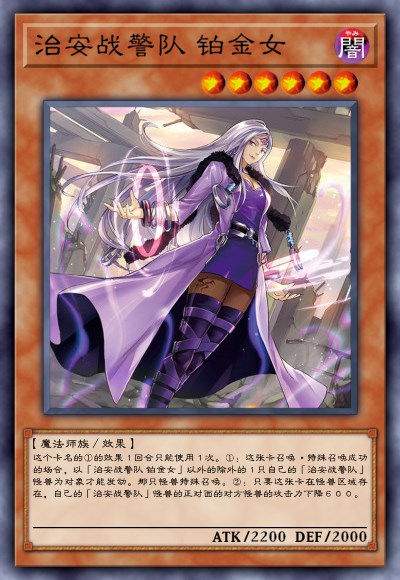 治安战警队 铂金女
やみ
闇
【魔法师族／效果】
这个卡名的①的效果1回合只能使用1次。①：这张卡召唤·特殊召唤成功
的场合，以「治安战警队 铂金女」以外的除外的1只自己的「治安战警队」
怪兽为对象才能发动。那只怪兽特殊召唤。②：只要这张卡在怪兽区域存
在，自己的「治安战警队」怪兽的正对面的对方怪兽的攻击力下降６００。
ATK/2200 DEF/2000